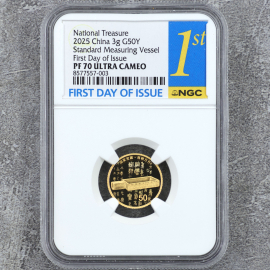 National Treasure
2025 China 3g G50Y
Standard Measuring Vessel
First Day of Issue
PF 70 ULTRA CAMEO
8577557-003
1st
FIRST DAY OF ISSUE
NGC
50